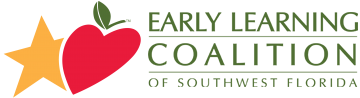 EARLY LEARNING
COALITION
OF SOUTHWEST FLORIDA